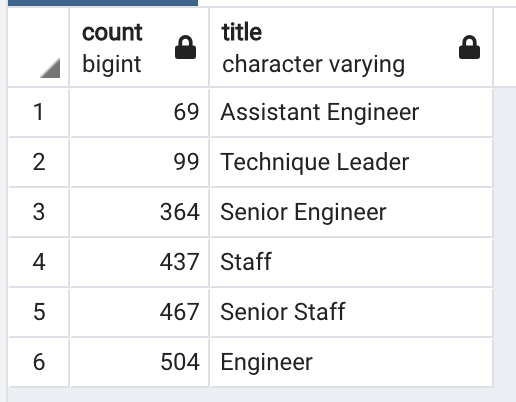 count title
bigint character varying
1 69 Assistant Engineer
2 99 Technique Leader
3 364 Senior Engineer
4 437 Staff
5 467 Senior Staff
6 504 Engineer